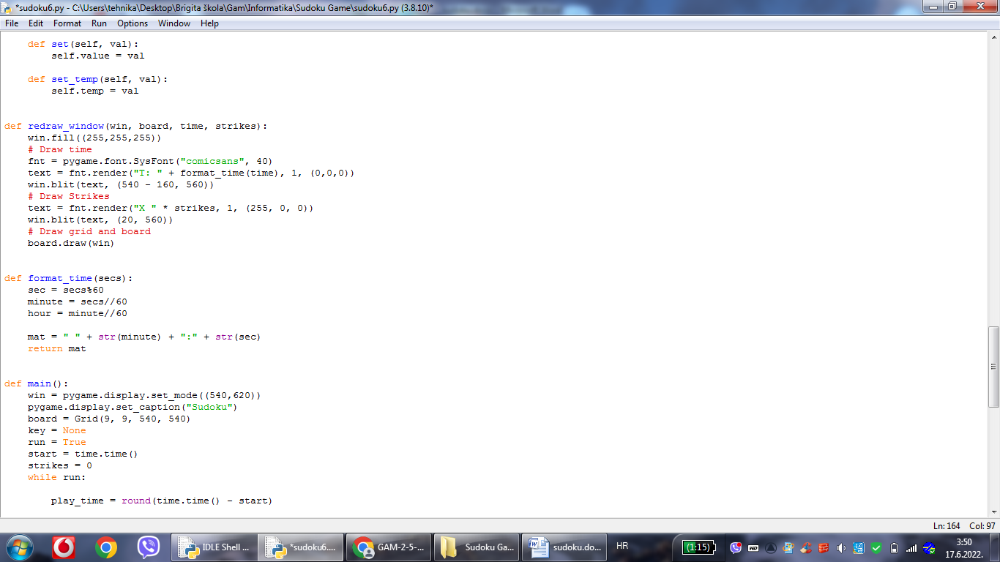 *sudoku6.py - C:\Users\tehnika\Desktop\Brigita škola\Gam\Informatika\Sudoku Game\sudoku6.py (3.8.10)*
File Edit Format Run Options Window Help
    def set(self, val):
        self.value = val

    def set_temp(self, val):
        self.temp = val


def redraw_window(win, board, time, strikes):
    win.fill((255,255,255))
    # Draw time
    fnt = pygame.font.SysFont("comicsans", 40)
    text = fnt.render("T: " + format_time(time), 1, (0,0,0))
    win.blit(text, (540 - 160, 560))
    # Draw Strikes
    text = fnt.render("X " * strikes, 1, (255, 0, 0))
    win.blit(text, (20, 560))
    # Draw grid and board
    board.draw(win)


def format_time(secs):
    sec = secs%60
    minute = secs//60
    hour = minute//60

    mat = " " + str(minute) + ":" + str(sec)
    return mat


def main():
    win = pygame.display.set_mode((540,620))
    pygame.display.set_caption("Sudoku")
    board = Grid(9, 9, 540, 540)
    key = None
    run = True
    start = time.time()
    strikes = 0
    while run:

        play_time = round(time.time() - start)
Ln: 164 Col: 97
IDLE Shell ...
*sudoku6....
GAM-2-5-...
Sudoku Ga...
sudoku.do...
HR
(1:15)
3:50
17.6.2022.